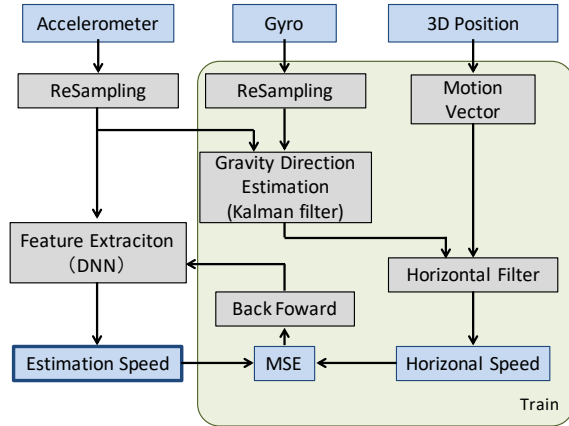 Accelerometer
Gyro
3D Position
ReSampling
ReSampling
Motion
Vector
Gravity Direction
Estimation
(Kalman filter)
Feature Extraciton
（DNN）
Horizontal Filter
Back Foward
Estimation Speed
MSE
Horizonal Speed
Train